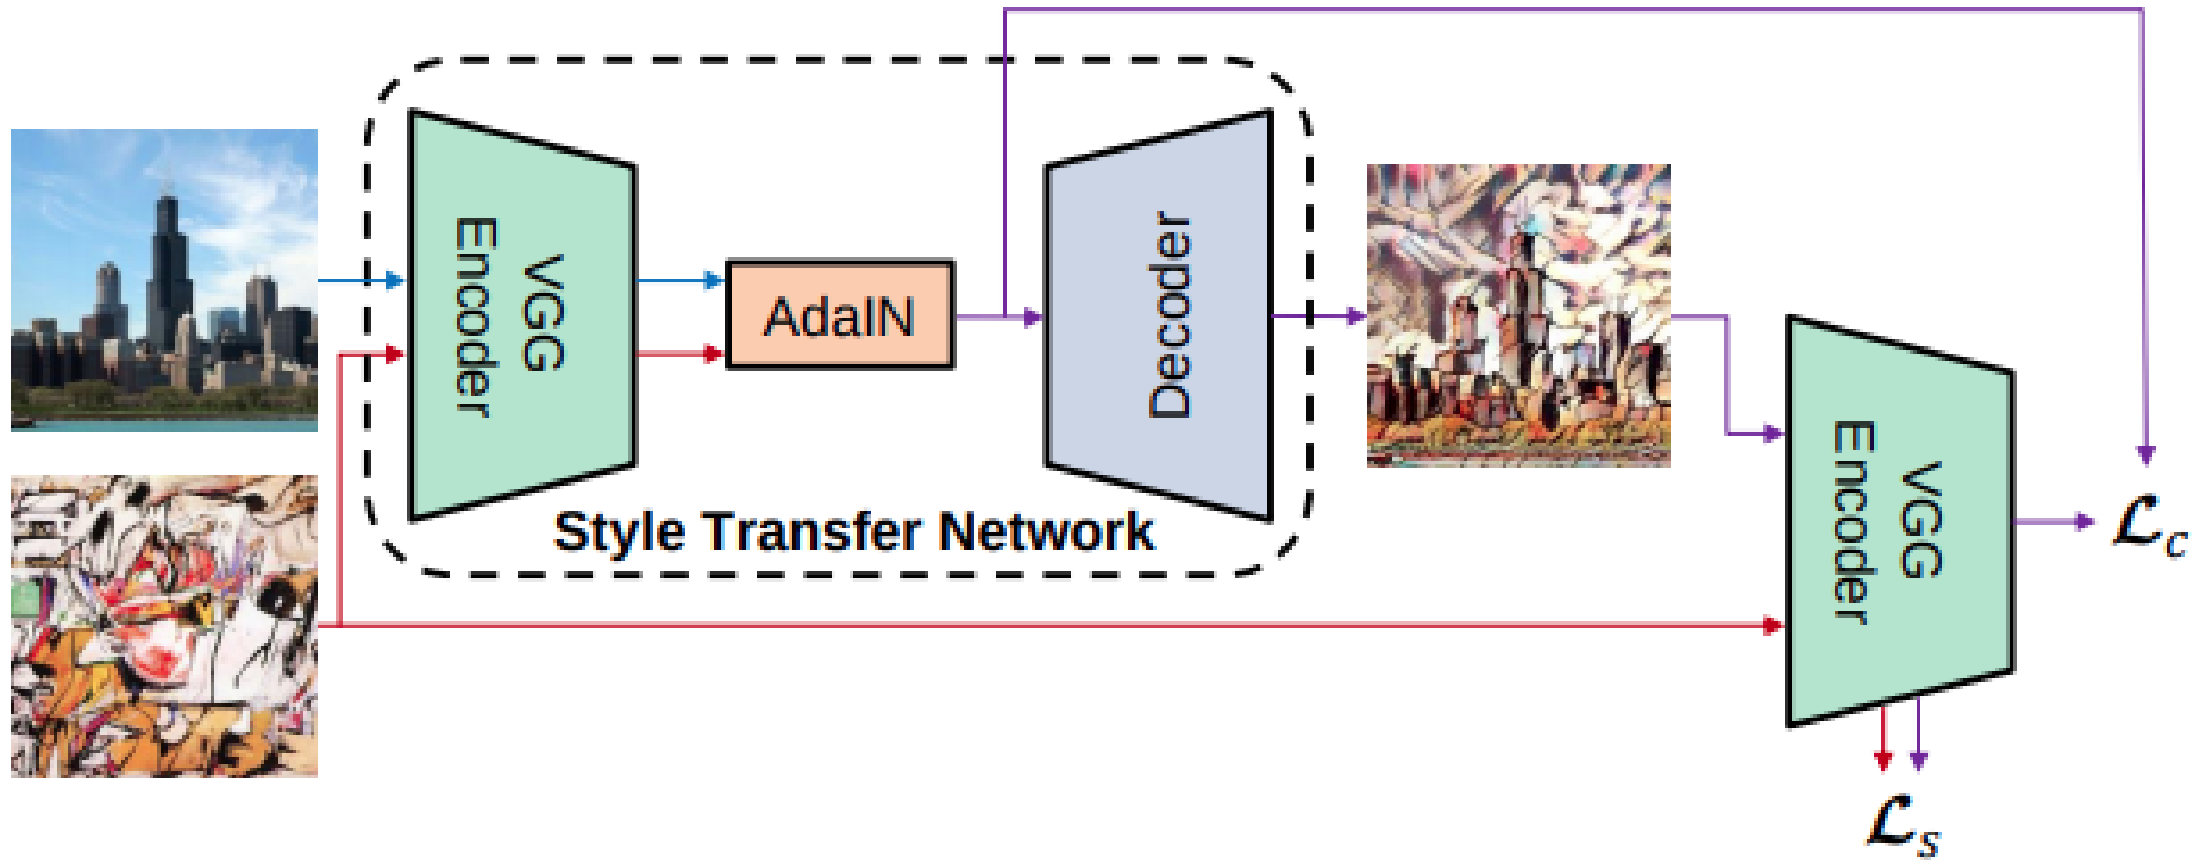 VGG
Encoder
AdaIN
Decoder
Style Transfer Network
VGG
Encoder
ℒc
ℒs